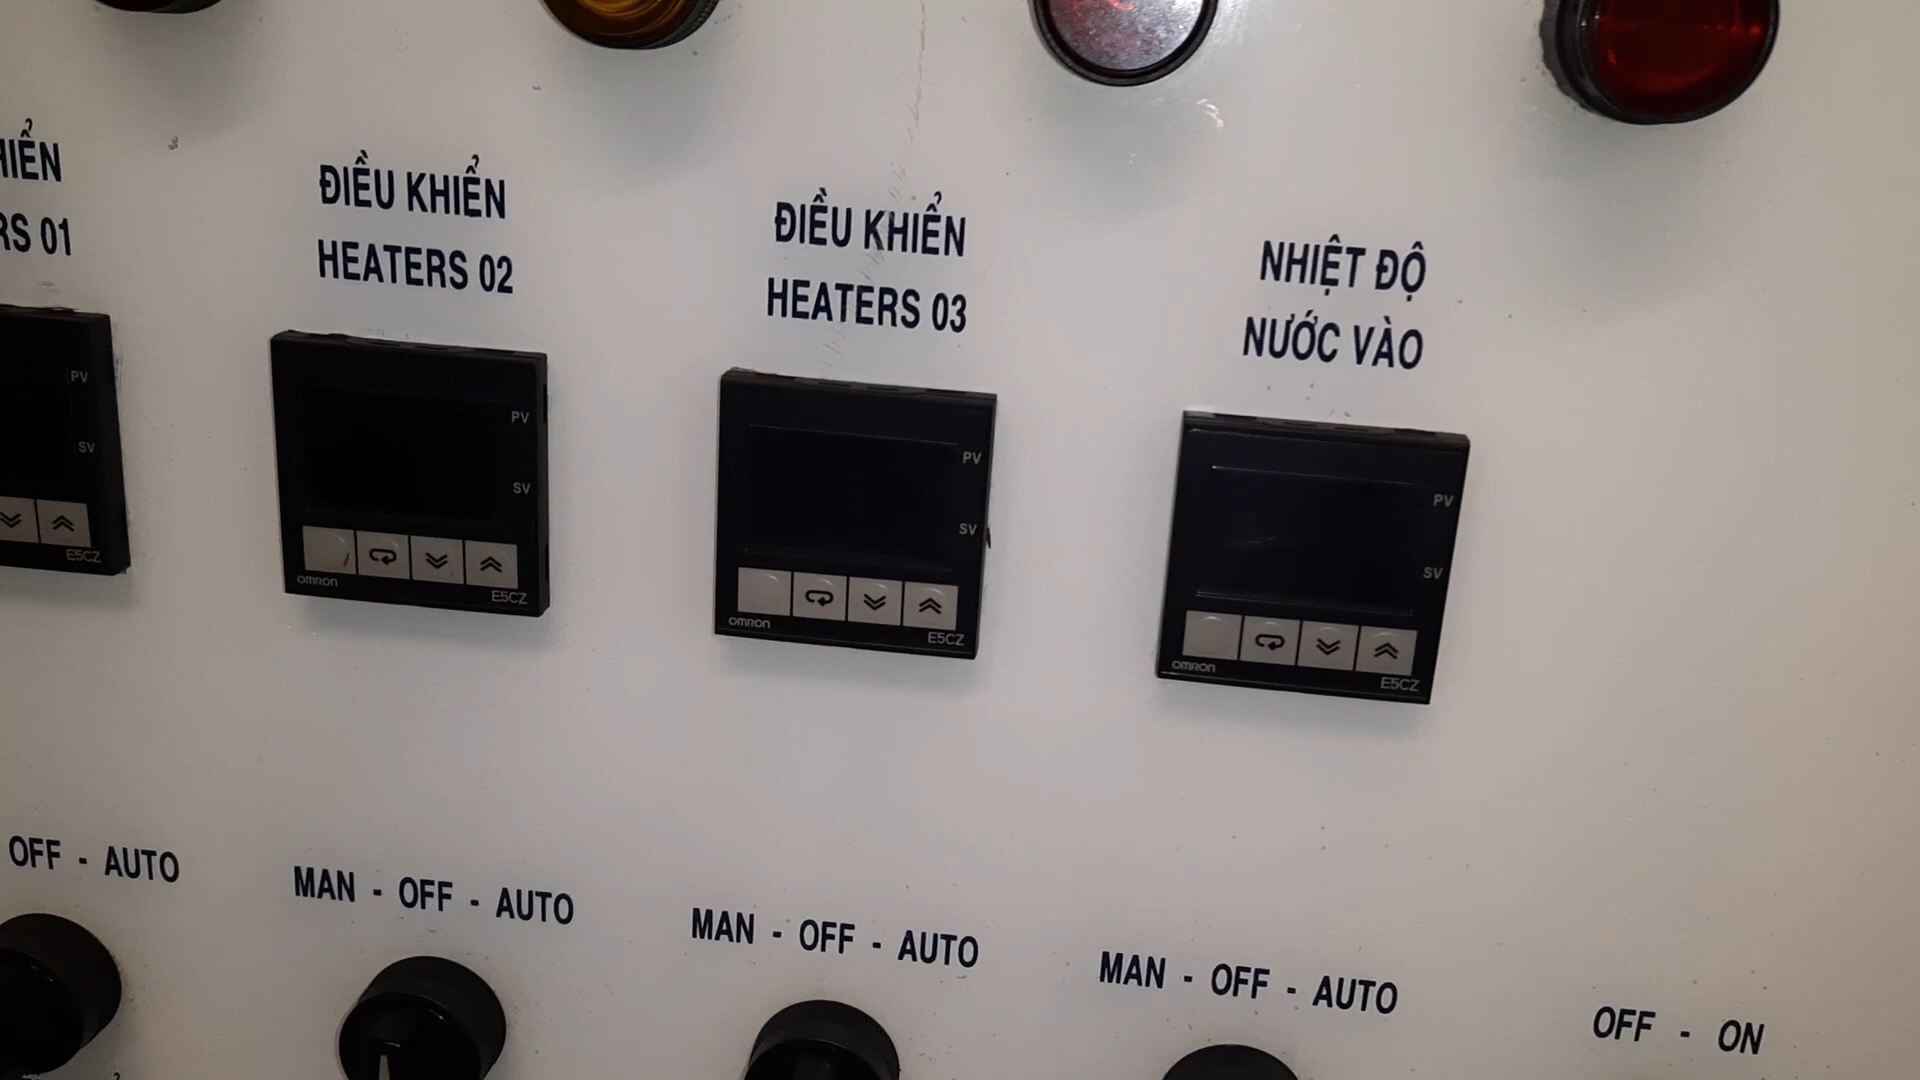 HIỂN
RS 01
ĐIỀU KHIỂN
HEATERS 02
ĐIỀU KHIỂN
HEATERS 03
NHIỆT ĐỘ
NƯỚC VÀO
PV
SV
E5CZ
PV
SV
omron
E5CZ
PV
SV
omron
E5CZ
PV
SV
omron
E5CZ
OFF - AUTO
MAN - OFF - AUTO
MAN - OFF - AUTO
MAN - OFF - AUTO
OFF - ON